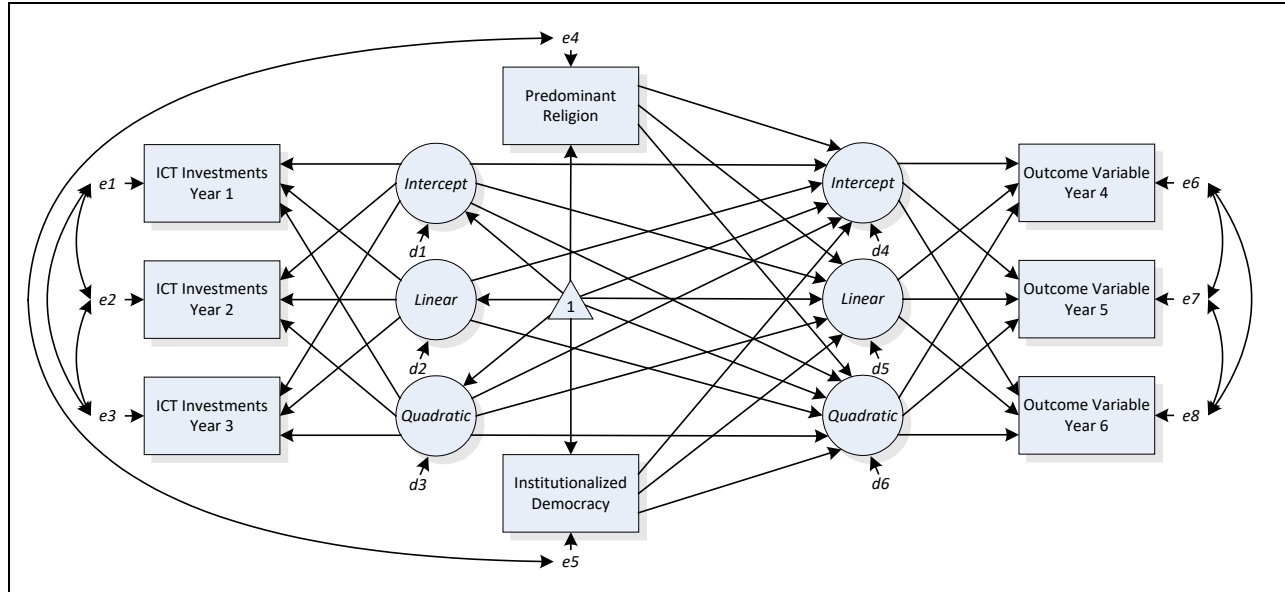 e4
Predominant
Religion
ICT Investments
Year 1
e1
Intercept
d1
Intercept
d4
Outcome Variable
Year 4
e6
ICT Investments
Year 2
e2
Linear
d2
1
Linear
d5
Outcome Variable
Year 5
e7
ICT Investments
Year 3
e3
Quadratic
d3
Quadratic
d6
Outcome Variable
Year 6
e8
Institutionalized
Democracy
e5